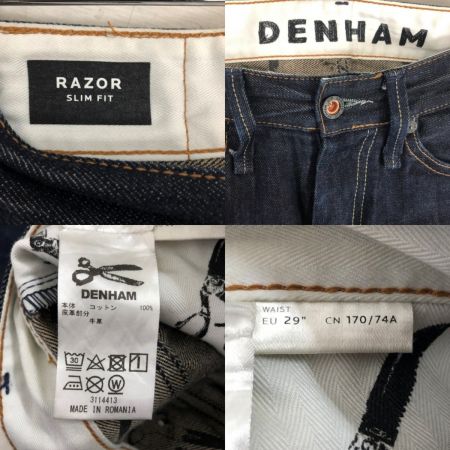 RAZOR
SLIM FIT
DENHAM
DENHAM
本体 コットン 100%
皮革部分
牛革
30
3114413
MADE IN ROMANIA
WAIST
EU 29" CN 170/74A